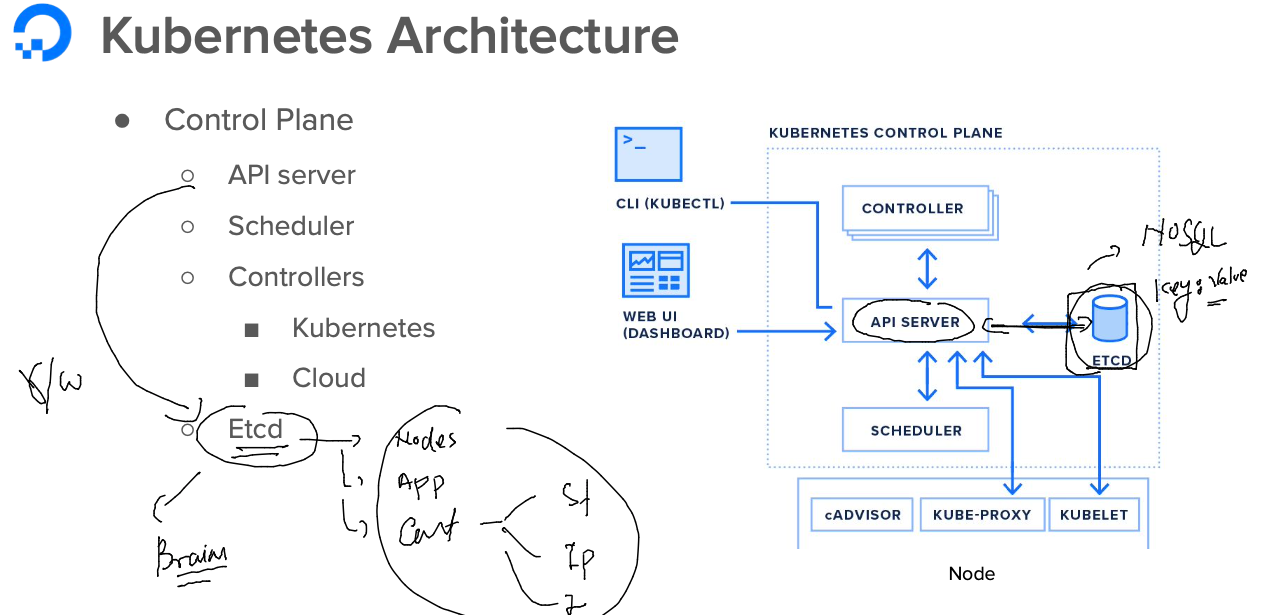 Kubernetes Architecture
Control Plane
API server
Scheduler
Controllers
Kubernetes
Cloud
Etcd
R/W
Brain
Nodes
APP
St
Ip
KUBERNETES CONTROL PLANE
>_
CLI (KUBECTL)
WEB UI
(DASHBOARD)
CONTROLLER
API SERVER
SCHEDULER
ETCD
NoSQL
Key: Value
cADVISOR
KUBE-PROXY
KUBELET
Node